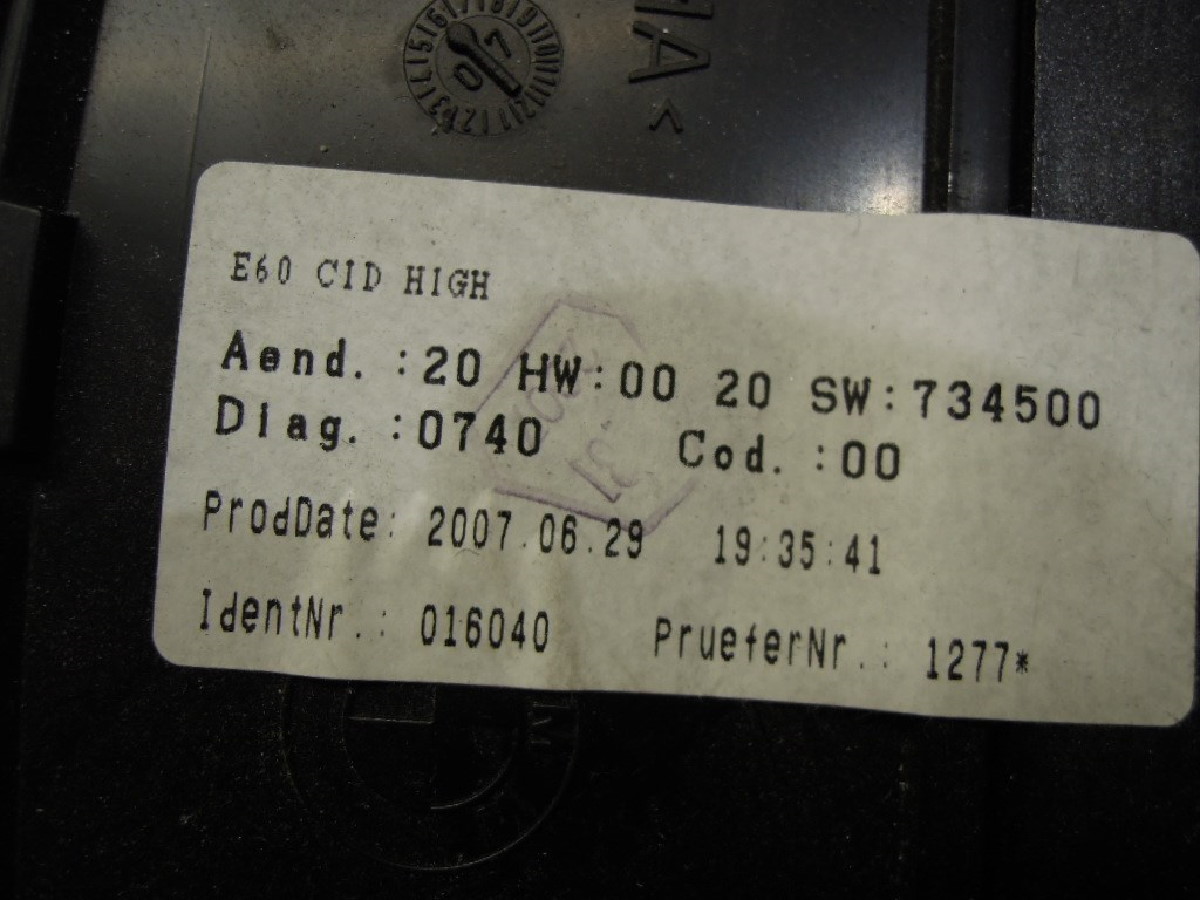 E60 CID HIGH
Aend. :20 HW:00 20 SW:734500
Diag. :0740 Cod. :00
ProdDate: 2007.06.29 19:35:41
IdentNr.: 016040 PrueferNr.: 1277*